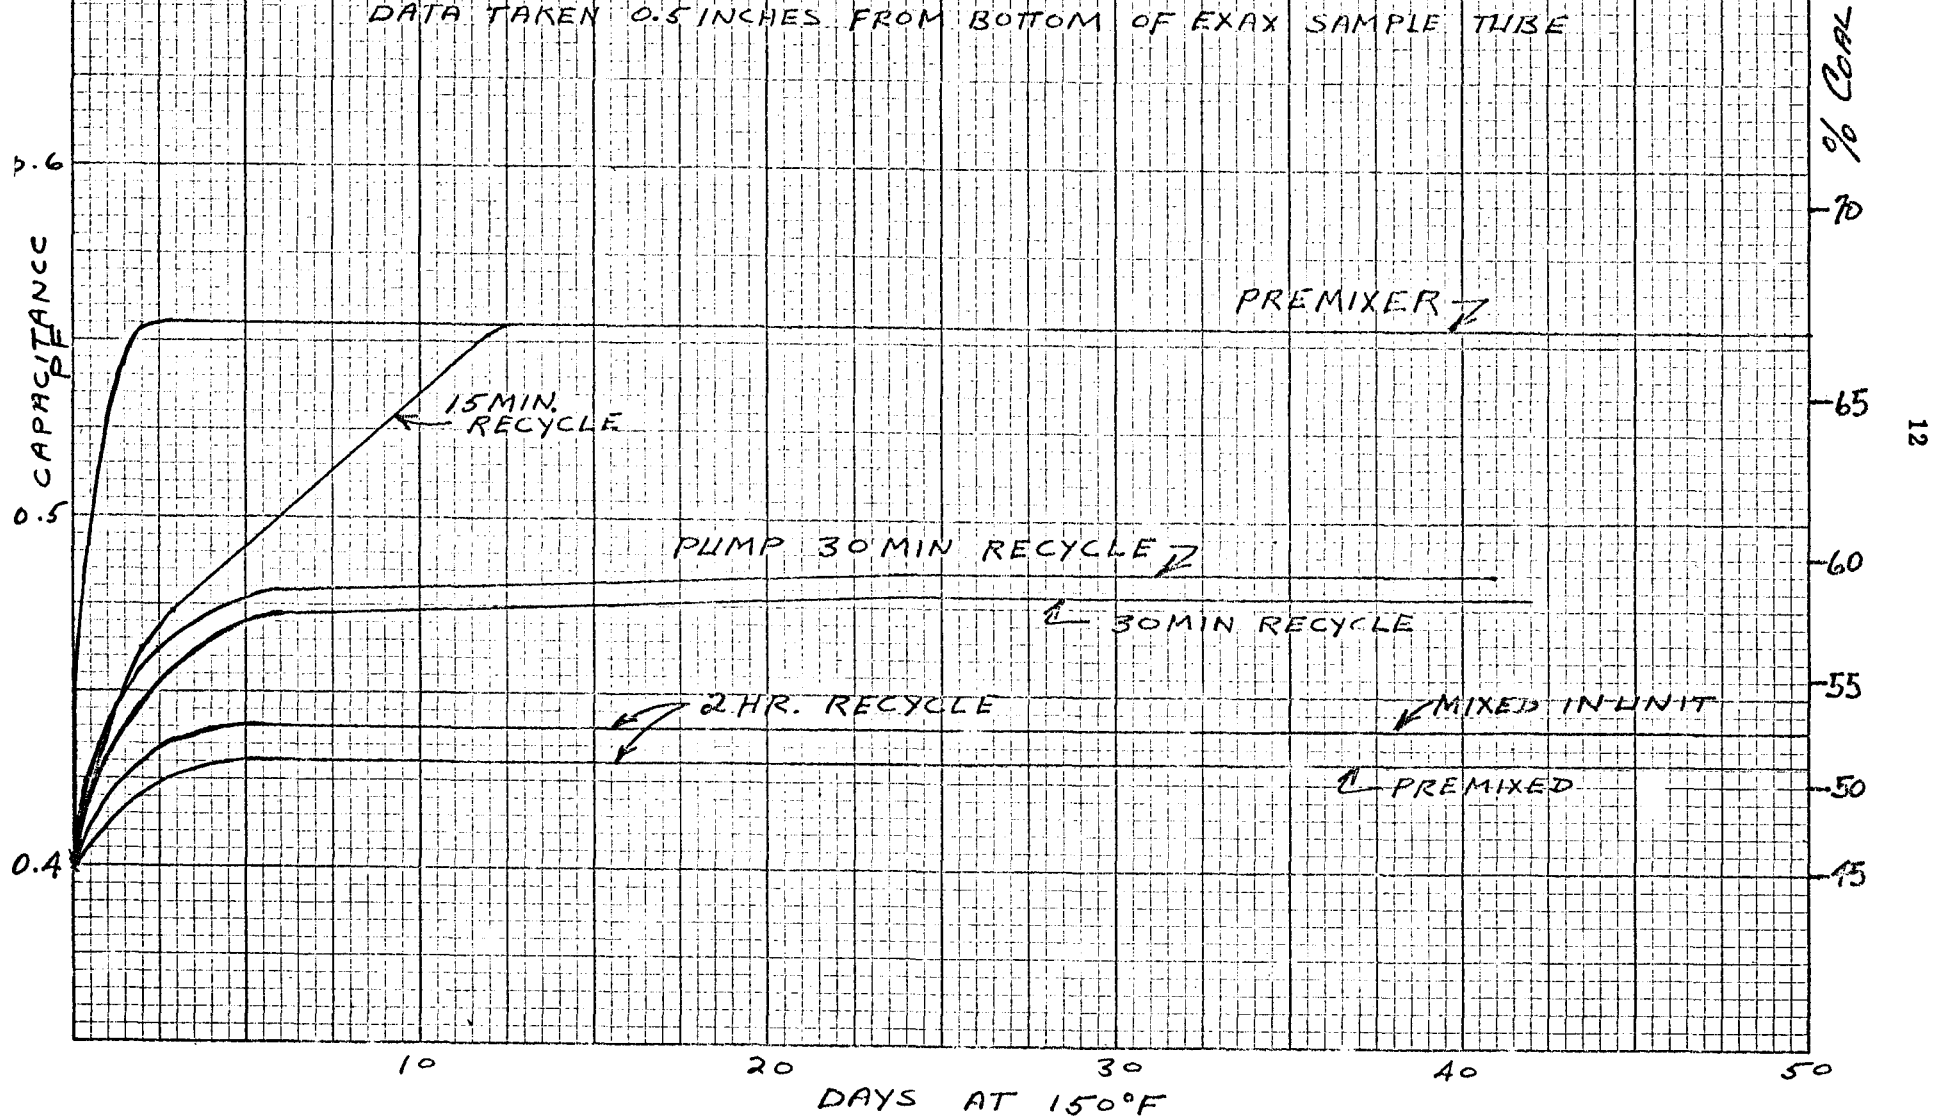 DATA TAKEN 0.5 INCHES FROM BOTTOM OF EXAX SAMPLE TUBE
% COAL
.6
70
CAPACITANCE
PF
PREMIXER
15 MIN.
RECYCLE
65
12
0.5
PUMP 30 MIN RECYCLE
60
30 MIN RECYCLE
55
2 HR. RECYCLE
MIXED IN UNIT
PREMIXED
50
0.4
45
10
20
30
40
50
DAYS AT 150°F